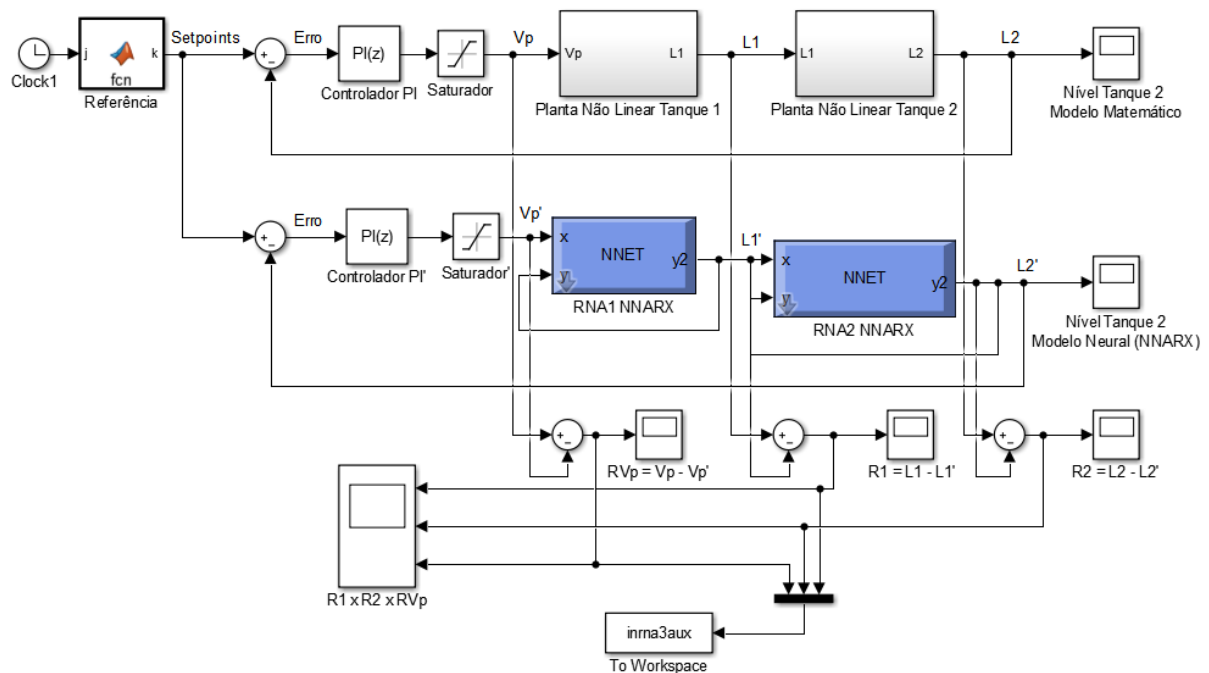 Clock1
j
fcn
k
Referência
Setpoints
+
-
Erro
PI(z)
Controlador PI
Saturador
Vp
Vp
L1
Planta Não Linear Tanque 1
L1
L1
L2
Planta Não Linear Tanque 2
L2
Nível Tanque 2
Modelo Matemático
+
-
Erro
PI(z)
Controlador PI'
Saturador'
Vp'
x
y
NNET
y2
RNA1 NNARX
L1'
x
y
NNET
y2
RNA2 NNARX
L2'
Nível Tanque 2
Modelo Neural (NNARX)
+
-
RVp = Vp - Vp'
+
-
R1 = L1 - L1'
+
-
R2 = L2 - L2'
R1 x R2 x RVp
inrna3aux
To Workspace